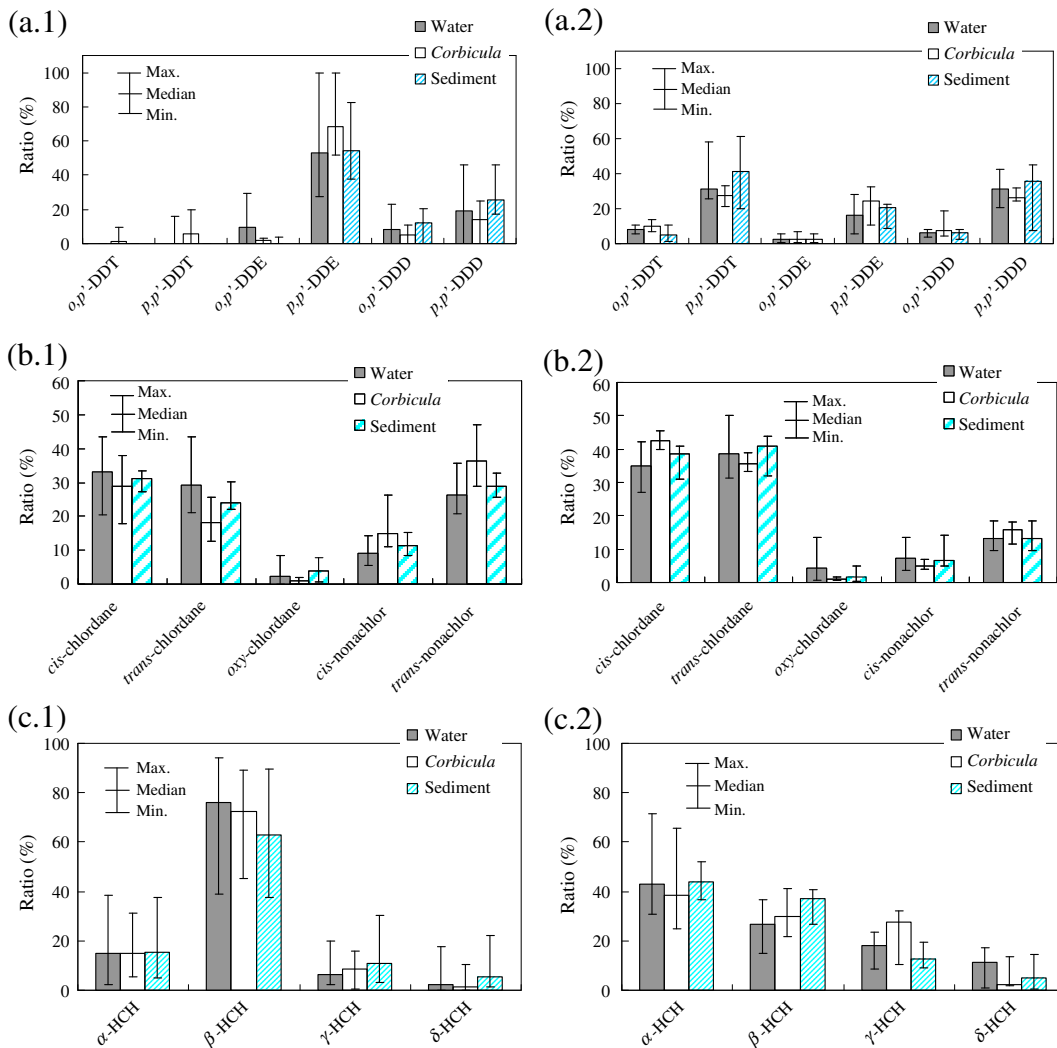 (a.1)
Water
Corbicula
Sediment
Max.
Median
Min.
Ratio (%)
100
80
60
40
20
0
o,p'-DDT
p,p'-DDT
o,p'-DDE
p,p'-DDE
o,p'-DDD
p,p'-DDD
(a.2)
Water
Corbicula
Sediment
Max.
Median
Min.
Ratio (%)
100
80
60
40
20
0
o,p'-DDT
p,p'-DDT
o,p'-DDE
p,p'-DDE
o,p'-DDD
p,p'-DDD
(b.1)
Water
Corbicula
Sediment
Max.
Median
Min.
Ratio (%)
60
50
40
30
20
10
0
cis-chlordane
trans-chlordane
oxy-chlordane
cis-nonachlor
trans-nonachlor
(b.2)
Water
Corbicula
Sediment
Max.
Median
Min.
Ratio (%)
60
50
40
30
20
10
0
cis-chlordane
trans-chlordane
oxy-chlordane
cis-nonachlor
trans-nonachlor
(c.1)
Water
Corbicula
Sediment
Max.
Median
Min.
Ratio (%)
100
80
60
40
20
0
α-HCH
β-HCH
γ-HCH
δ-HCH
(c.2)
Water
Corbicula
Sediment
Max.
Median
Min.
Ratio (%)
100
80
60
40
20
0
α-HCH
β-HCH
γ-HCH
δ-HCH